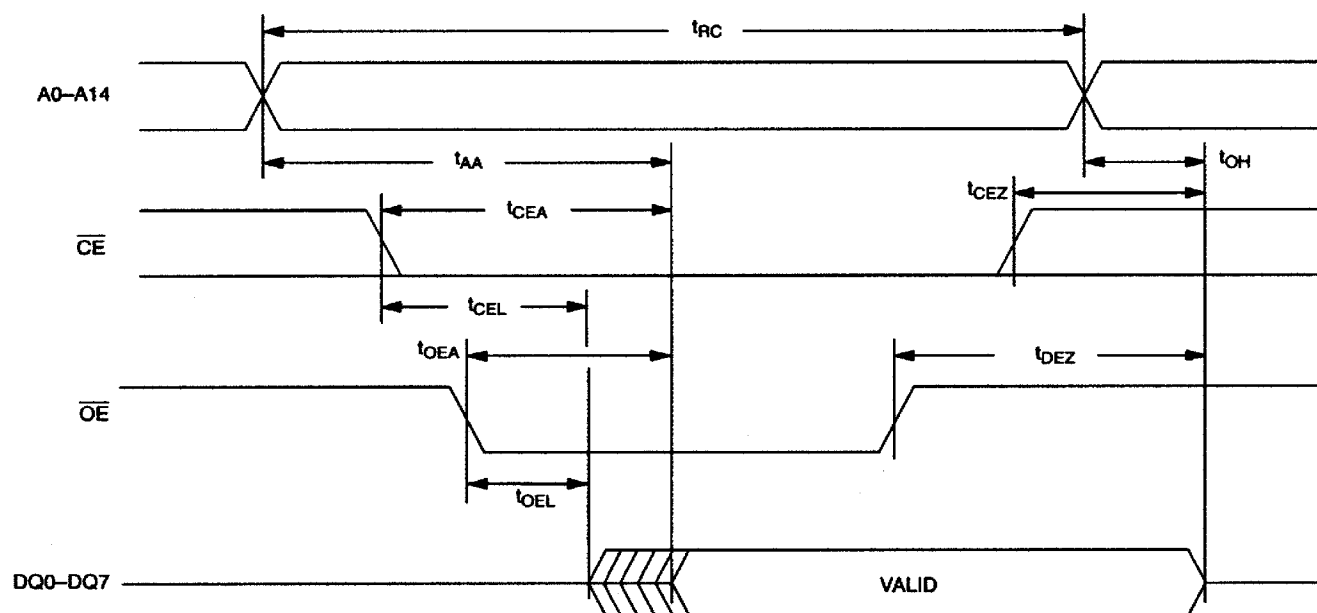 tRC
A0–A14
tAA
tOH
tCEZ
tCEA
CE
tCEL
tOEA
tDEZ
OE
tOEL
DQ0–DQ7
VALID